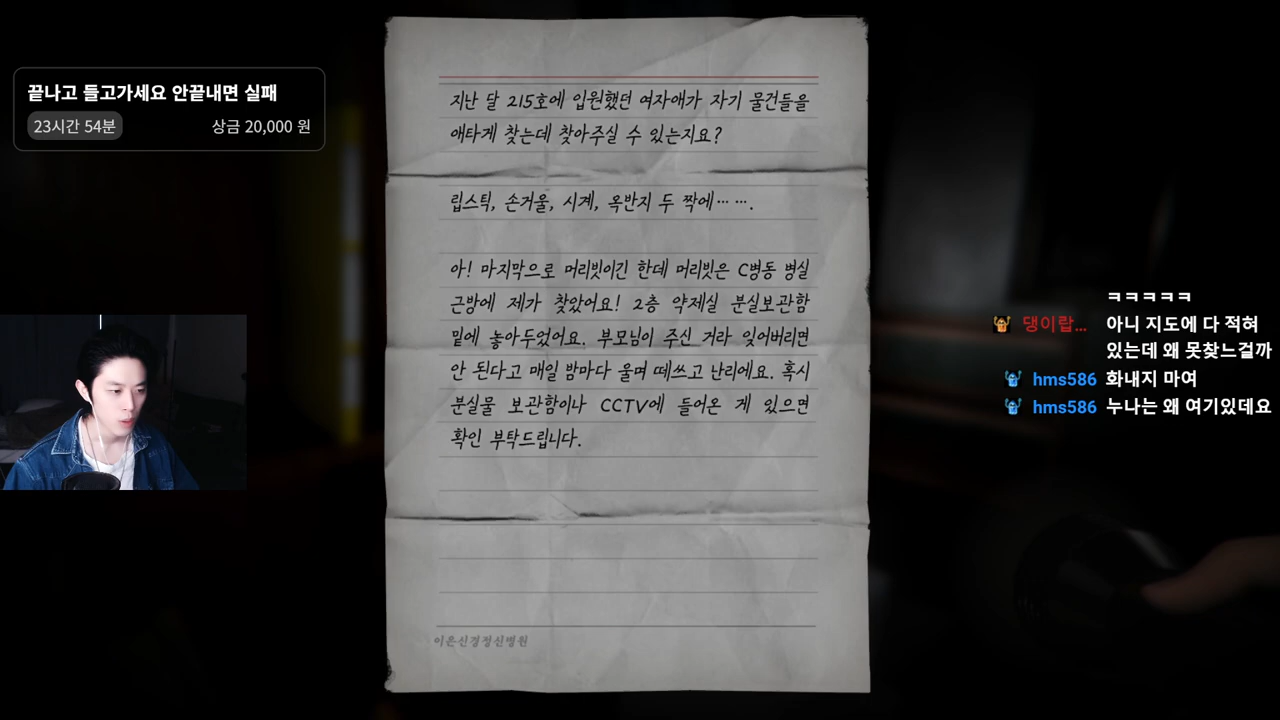 끝나고 들고가세요 안끝내면 실패
23시간 54분 상금 20,000 원
지난 달 215호에 입원했던 여자애가 자기 물건들을
애타게 찾는데 찾아주실 수 있는지요?
립스틱, 손거울, 시계, 옥반지 두 짝에… ….
아! 마지막으로 머리빗이긴 한데 머리빗은 C병동 병실
근방에 제가 찾았어요! 2층 약제실 분실보관함
밑에 놓아두었어요. 부모님이 주신 거라 잊어버리면
안 된다고 매일 밤마다 울며 떼쓰고 난리에요. 혹시
분실물 보관함이나 CCTV에 들어온 게 있으면
확인 부탁드립니다.
이은신경정신병원
ㅋㅋㅋㅋㅋ
댕이랍… 아니 지도에 다 적혀
있는데 왜 못찾느걸까
hms586 화내지 마여
hms586 누나는 왜 여기있데요